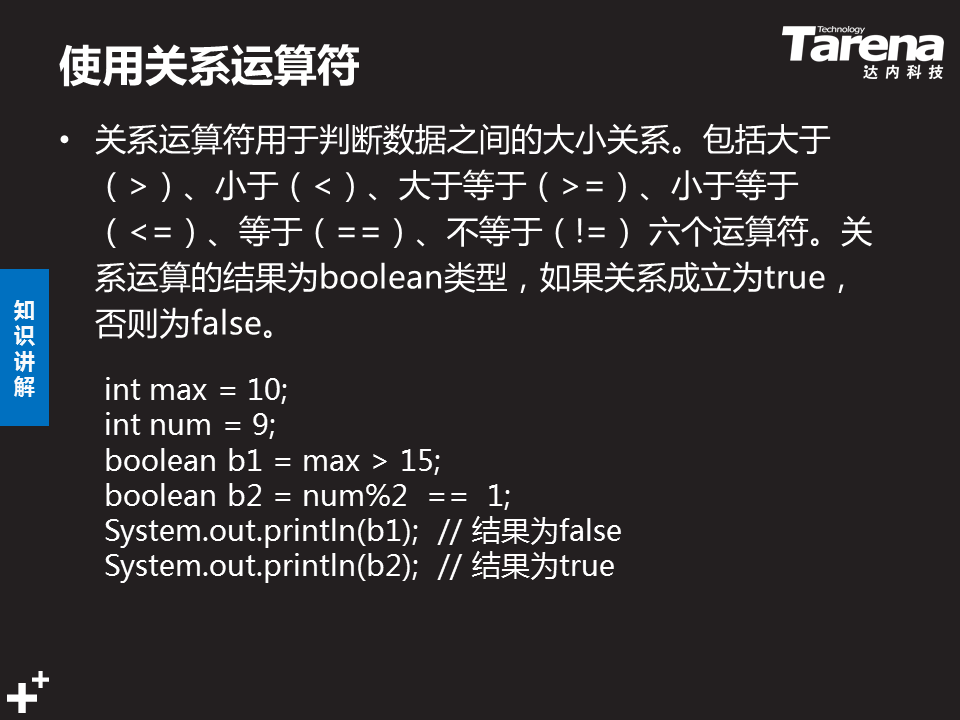 使用关系运算符
Technology
Tarena
达内科技
• 关系运算符用于判断数据之间的大小关系。包括大于
（>）、小于（<）、大于等于（>=）、小于等于
（<=）、等于（==）、不等于（!=） 六个运算符。关
系运算的结果为boolean类型，如果关系成立为true，
否则为false。
知
识
讲
解
int max = 10;
int num = 9;
boolean b1 = max > 15;
boolean b2 = num%2  ==  1;
System.out.println(b1);  // 结果为false
System.out.println(b2);  // 结果为true